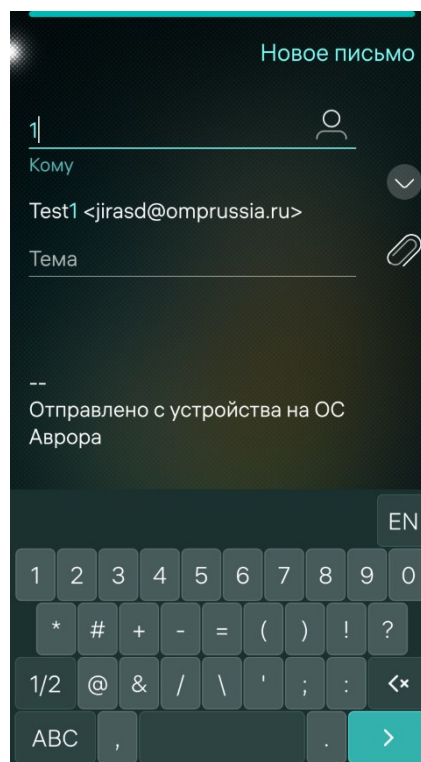 Новое письмо
1
Кому
Test1 <jirasd@omprussia.ru>
Тема
--
Отправлено с устройства на ОС
Аврора
EN
1 2 3 4 5 6 7 8 9 0
* # + - = ( ) ! ?
1/2 @ & / \ ' ; :
ABC , .